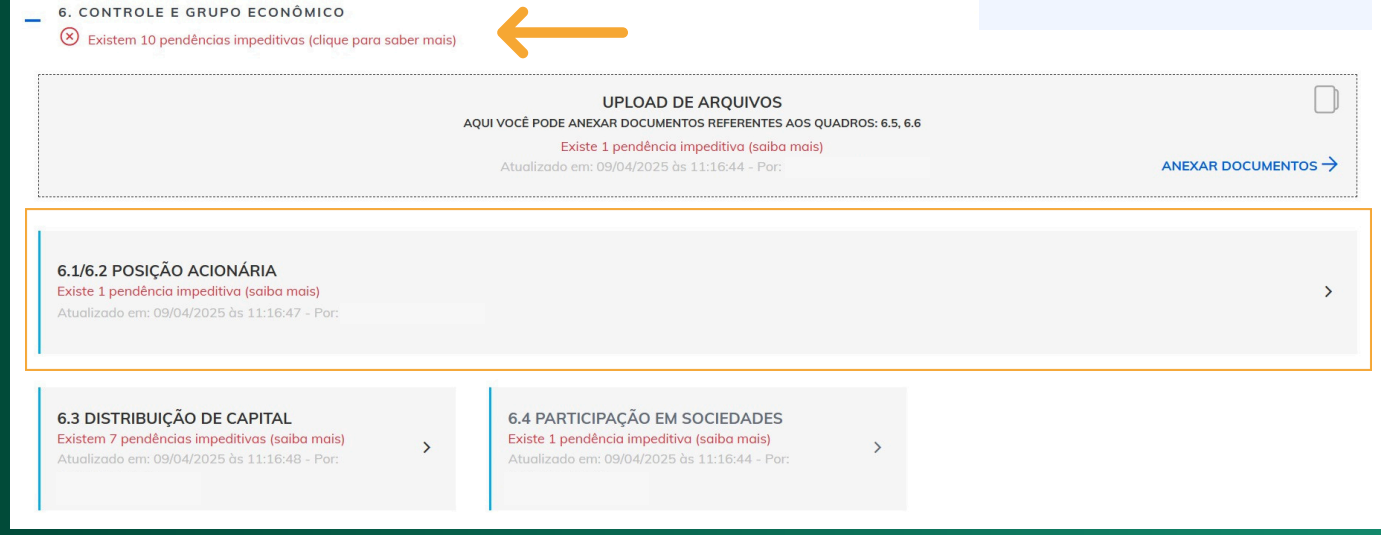 6. CONTROLE E GRUPO ECONÔMICO
Existem 10 pendências impeditivas (clique para saber mais)
UPLOAD DE ARQUIVOS
AQUI VOCÊ PODE ANEXAR DOCUMENTOS REFERENTES AOS QUADROS: 6.5, 6.6
Existe 1 pendência impeditiva (saiba mais)
Atualizado em: 09/04/2025 às 11:16:44 - Por:
ANEXAR DOCUMENTOS
6.1/6.2 POSIÇÃO ACIONÁRIA
Existe 1 pendência impeditiva (saiba mais)
Atualizado em: 09/04/2025 às 11:16:47 - Por:
6.3 DISTRIBUIÇÃO DE CAPITAL
Existem 7 pendências impeditivas (saiba mais)
Atualizado em: 09/04/2025 às 11:16:48 - Por:
6.4 PARTICIPAÇÃO EM SOCIEDADES
Existe 1 pendência impeditiva (saiba mais)
Atualizado em: 09/04/2025 às 11:16:44 - Por: